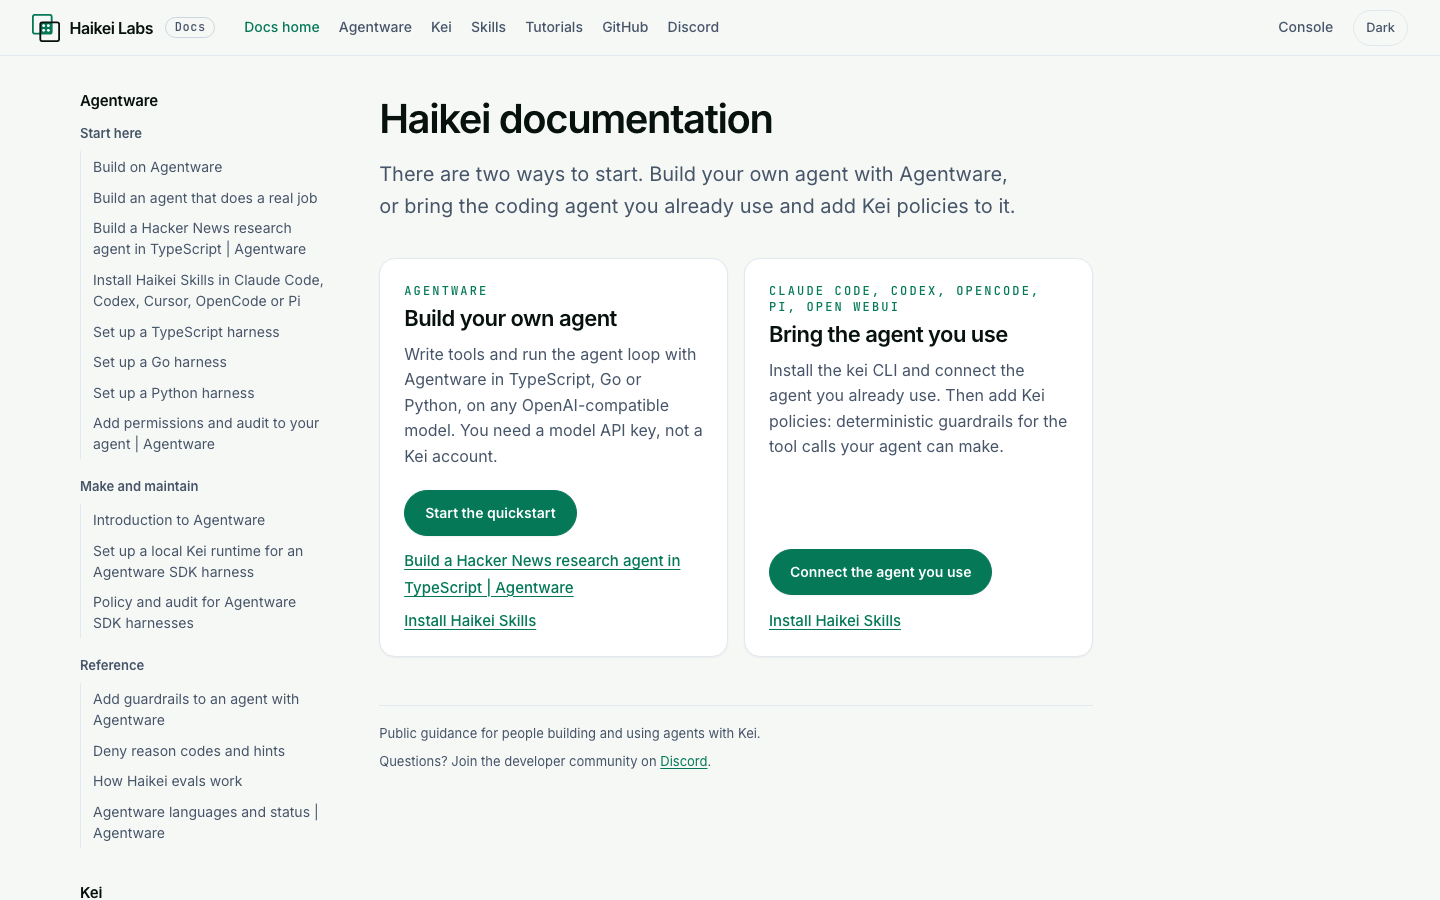 Haikei Labs Docs Docs home Agentware Kei Skills Tutorials GitHub Discord Console Dark
Agentware
Start here
Build on Agentware
Build an agent that does a real job
Build a Hacker News research
agent in TypeScript | Agentware
Install Haikei Skills in Claude Code,
Codex, Cursor, OpenCode or Pi
Set up a TypeScript harness
Set up a Go harness
Set up a Python harness
Add permissions and audit to your
agent | Agentware
Make and maintain
Introduction to Agentware
Set up a local Kei runtime for an
Agentware SDK harness
Policy and audit for Agentware
SDK harnesses
Reference
Add guardrails to an agent with
Agentware
Deny reason codes and hints
How Haikei evals work
Agentware languages and status |
Agentware
Kei
Haikei documentation
There are two ways to start. Build your own agent with Agentware,
or bring the coding agent you already use and add Kei policies to it.
AGENTWARE
Build your own agent
Write tools and run the agent loop with
Agentware in TypeScript, Go or
Python, on any OpenAI-compatible
model. You need a model API key, not a
Kei account.
Start the quickstart
Build a Hacker News research agent in
TypeScript | Agentware
Install Haikei Skills
CLAUDE CODE, CODEX, OPENCODE,
PI, OPEN WEBUI
Bring the agent you use
Install the kei CLI and connect the
agent you already use. Then add Kei
policies: deterministic guardrails for the
tool calls your agent can make.
Connect the agent you use
Install Haikei Skills
Public guidance for people building and using agents with Kei.
Questions? Join the developer community on Discord.